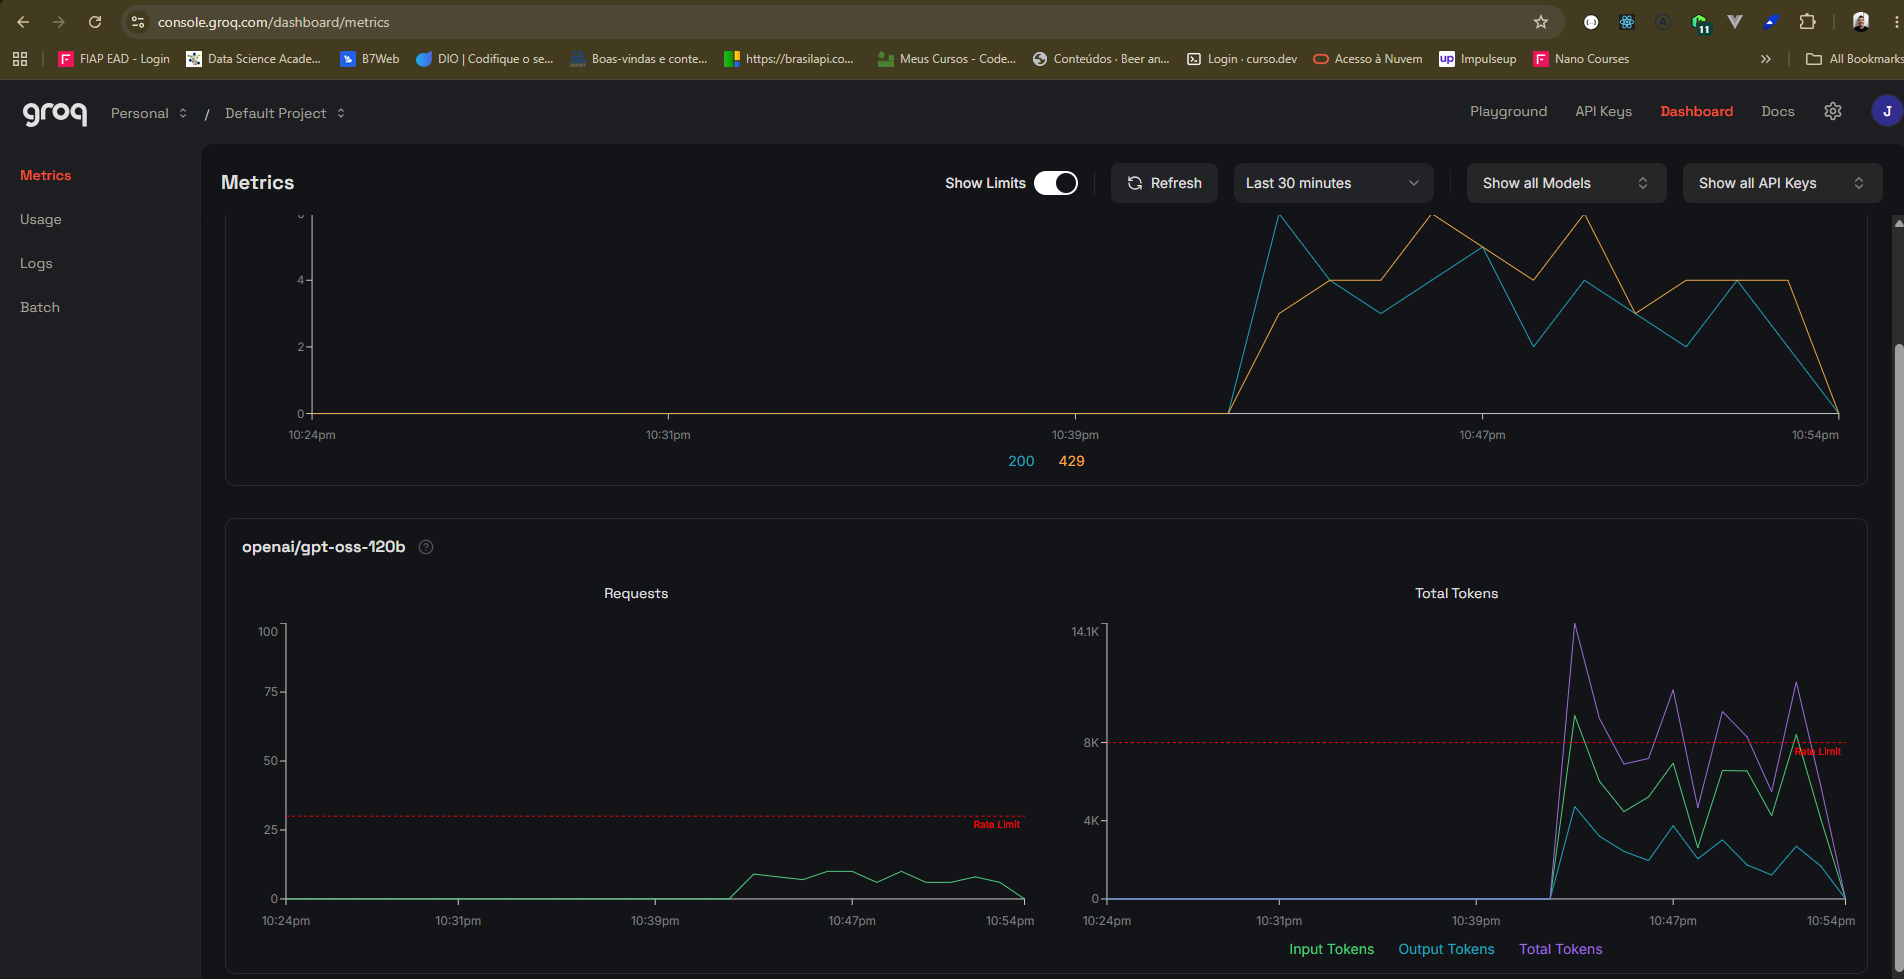 console.groq.com/dashboard/metrics
11
FIAP EAD - Login
Data Science Acade...
B7Web
DIO | Codifique o se...
Boas-vindas e conte...
https://brasilapi.co...
Meus Cursos - Code...
Conteúdos · Beer an...
Login · curso.dev
Acesso à Nuvem
up Impulseup
Nano Courses
All Bookmarks
groq
Personal
/
Default Project
Playground
API Keys
Dashboard
Docs
J
Metrics
Usage
Logs
Batch
Metrics
Show Limits
Refresh
Last 30 minutes
Show all Models
Show all API Keys
4
2
0
10:24pm
10:31pm
10:39pm
10:47pm
10:54pm
200
429
openai/gpt-oss-120b
?
Requests
100
75
50
25
0
Rate Limit
10:24pm
10:31pm
10:39pm
10:47pm
10:54pm
Total Tokens
14.1K
8K
4K
0
Rate Limit
10:24pm
10:31pm
10:39pm
10:47pm
10:54pm
Input Tokens
Output Tokens
Total Tokens